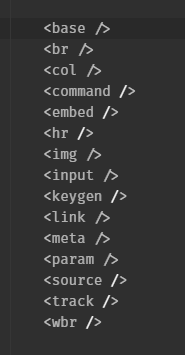 <base />
<br />
<col />
<command />
<embed />
<hr />
<img />
<input />
<keygen />
<link />
<meta />
<param />
<source />
<track />
<wbr />